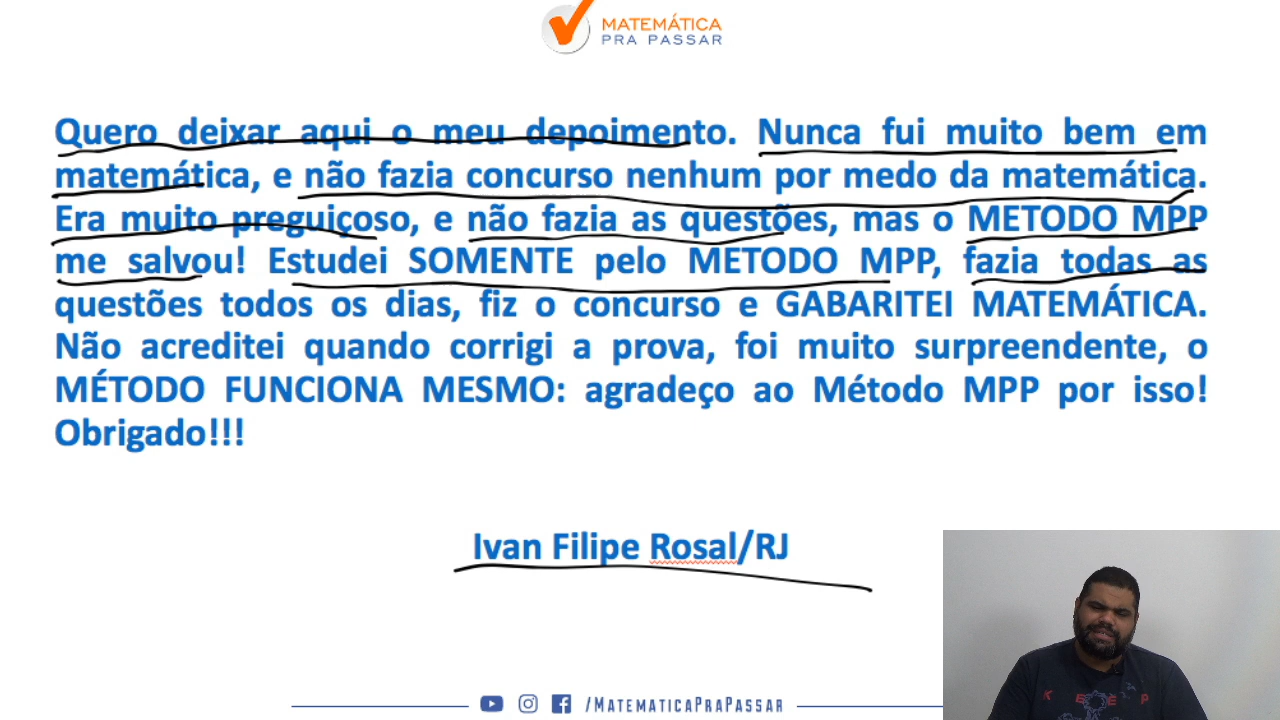 MATEMÁTICA
PRA PASSAR
Quero deixar aqui o meu depoimento. Nunca fui muito bem em
matemática, e não fazia concurso nenhum por medo da matemática.
Era muito preguiçoso, e não fazia as questões, mas o METODO MPP
me salvou! Estudei SOMENTE pelo METODO MPP, fazia todas as
questões todos os dias, fiz o concurso e GABARITEI MATEMÁTICA.
Não acreditei quando corrigi a prova, foi muito surpreendente, o
MÉTODO FUNCIONA MESMO: agradeço ao Método MPP por isso!
Obrigado!!!
Ivan Filipe Rosal/RJ
/MATEMATICAPRAPASSAR